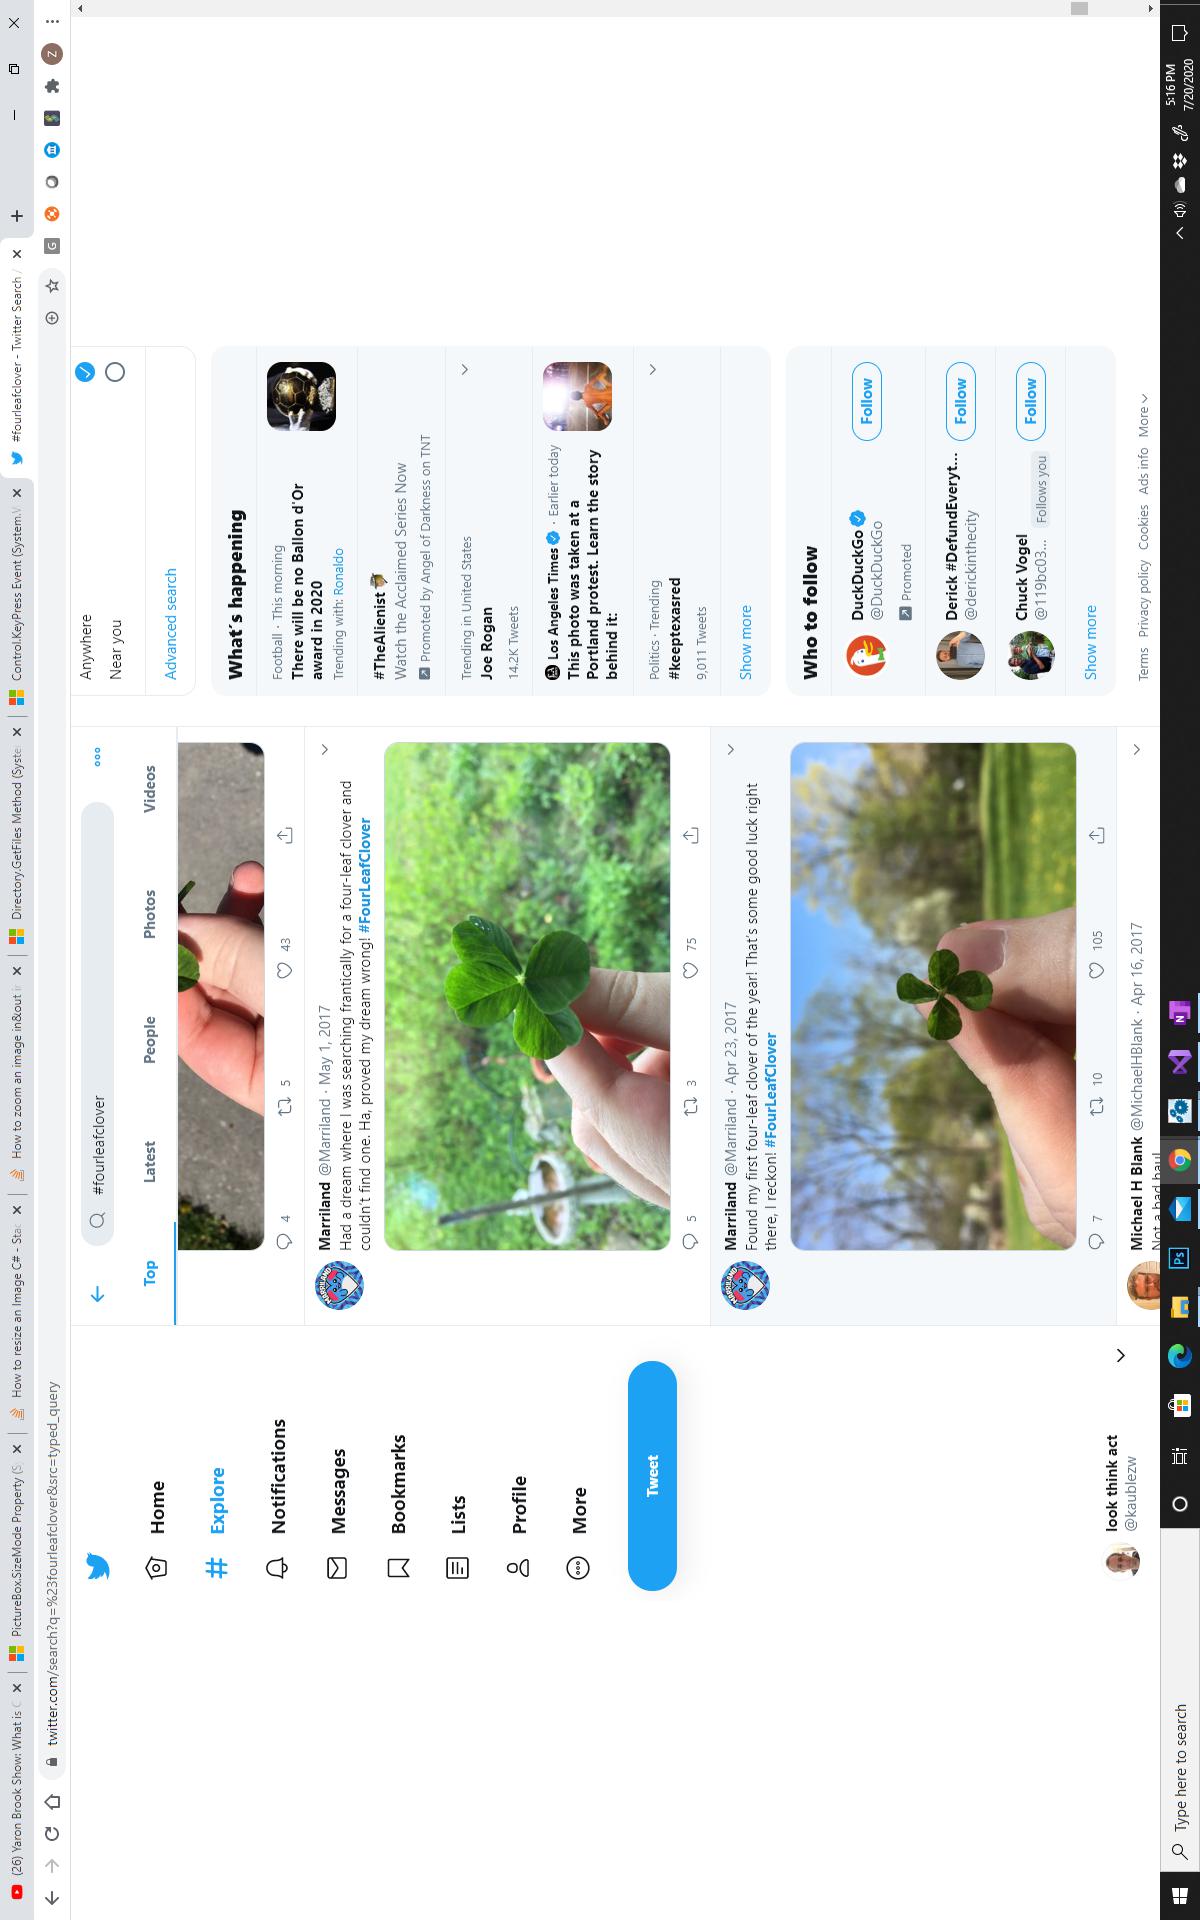 (26) Yaron Brook Show: What is
PictureBox.SizeMode Property (S
How to resize an Image C# - Stac
How to zoom an image in&out i
Directory.GetFiles Method (Syste
Control.KeyPress Event (System.
#fourleafclover - Twitter Search /
twitter.com/search?q=%23fourleafclover&src=typed_query
G
Z
Home
Explore
Notifications
Messages
Bookmarks
Lists
Profile
More
Tweet
look think act
@kaublezw
#fourleafclover
Top
Latest
People
Photos
Videos
4
5
43
Marriland @Marriland · May 1, 2017
Had a dream where I was searching frantically for a four-leaf clover and
couldn't find one. Ha, proved my dream wrong! #FourLeafClover
5
3
75
Marriland @Marriland · Apr 23, 2017
Found my first four-leaf clover of the year! That's some good luck right
there, I reckon! #FourLeafClover
7
10
105
Michael H Blank @MichaelHBlank · Apr 16, 2017
Not a bad haul
Anywhere
Near you
Advanced search
What's happening
Football · This morning
There will be no Ballon d'Or
award in 2020
Trending with: Ronaldo
#TheAlienist
Watch the Acclaimed Series Now
Promoted by Angel of Darkness on TNT
Trending in United States
Joe Rogan
14.2K Tweets
Los Angeles Times · Earlier today
This photo was taken at a
Portland protest. Learn the story
behind it:
Politics · Trending
#keeptexasred
9,011 Tweets
Show more
Who to follow
DuckDuckGo
@DuckDuckGo
Follow
Promoted
Derick #DefundEveryt...
@derickinthecity
Follow
Chuck Vogel
@119bc03... Follows you
Follow
Show more
Terms Privacy policy Cookies Ads info More
Type here to search
Ps
N
5:16 PM
7/20/2020